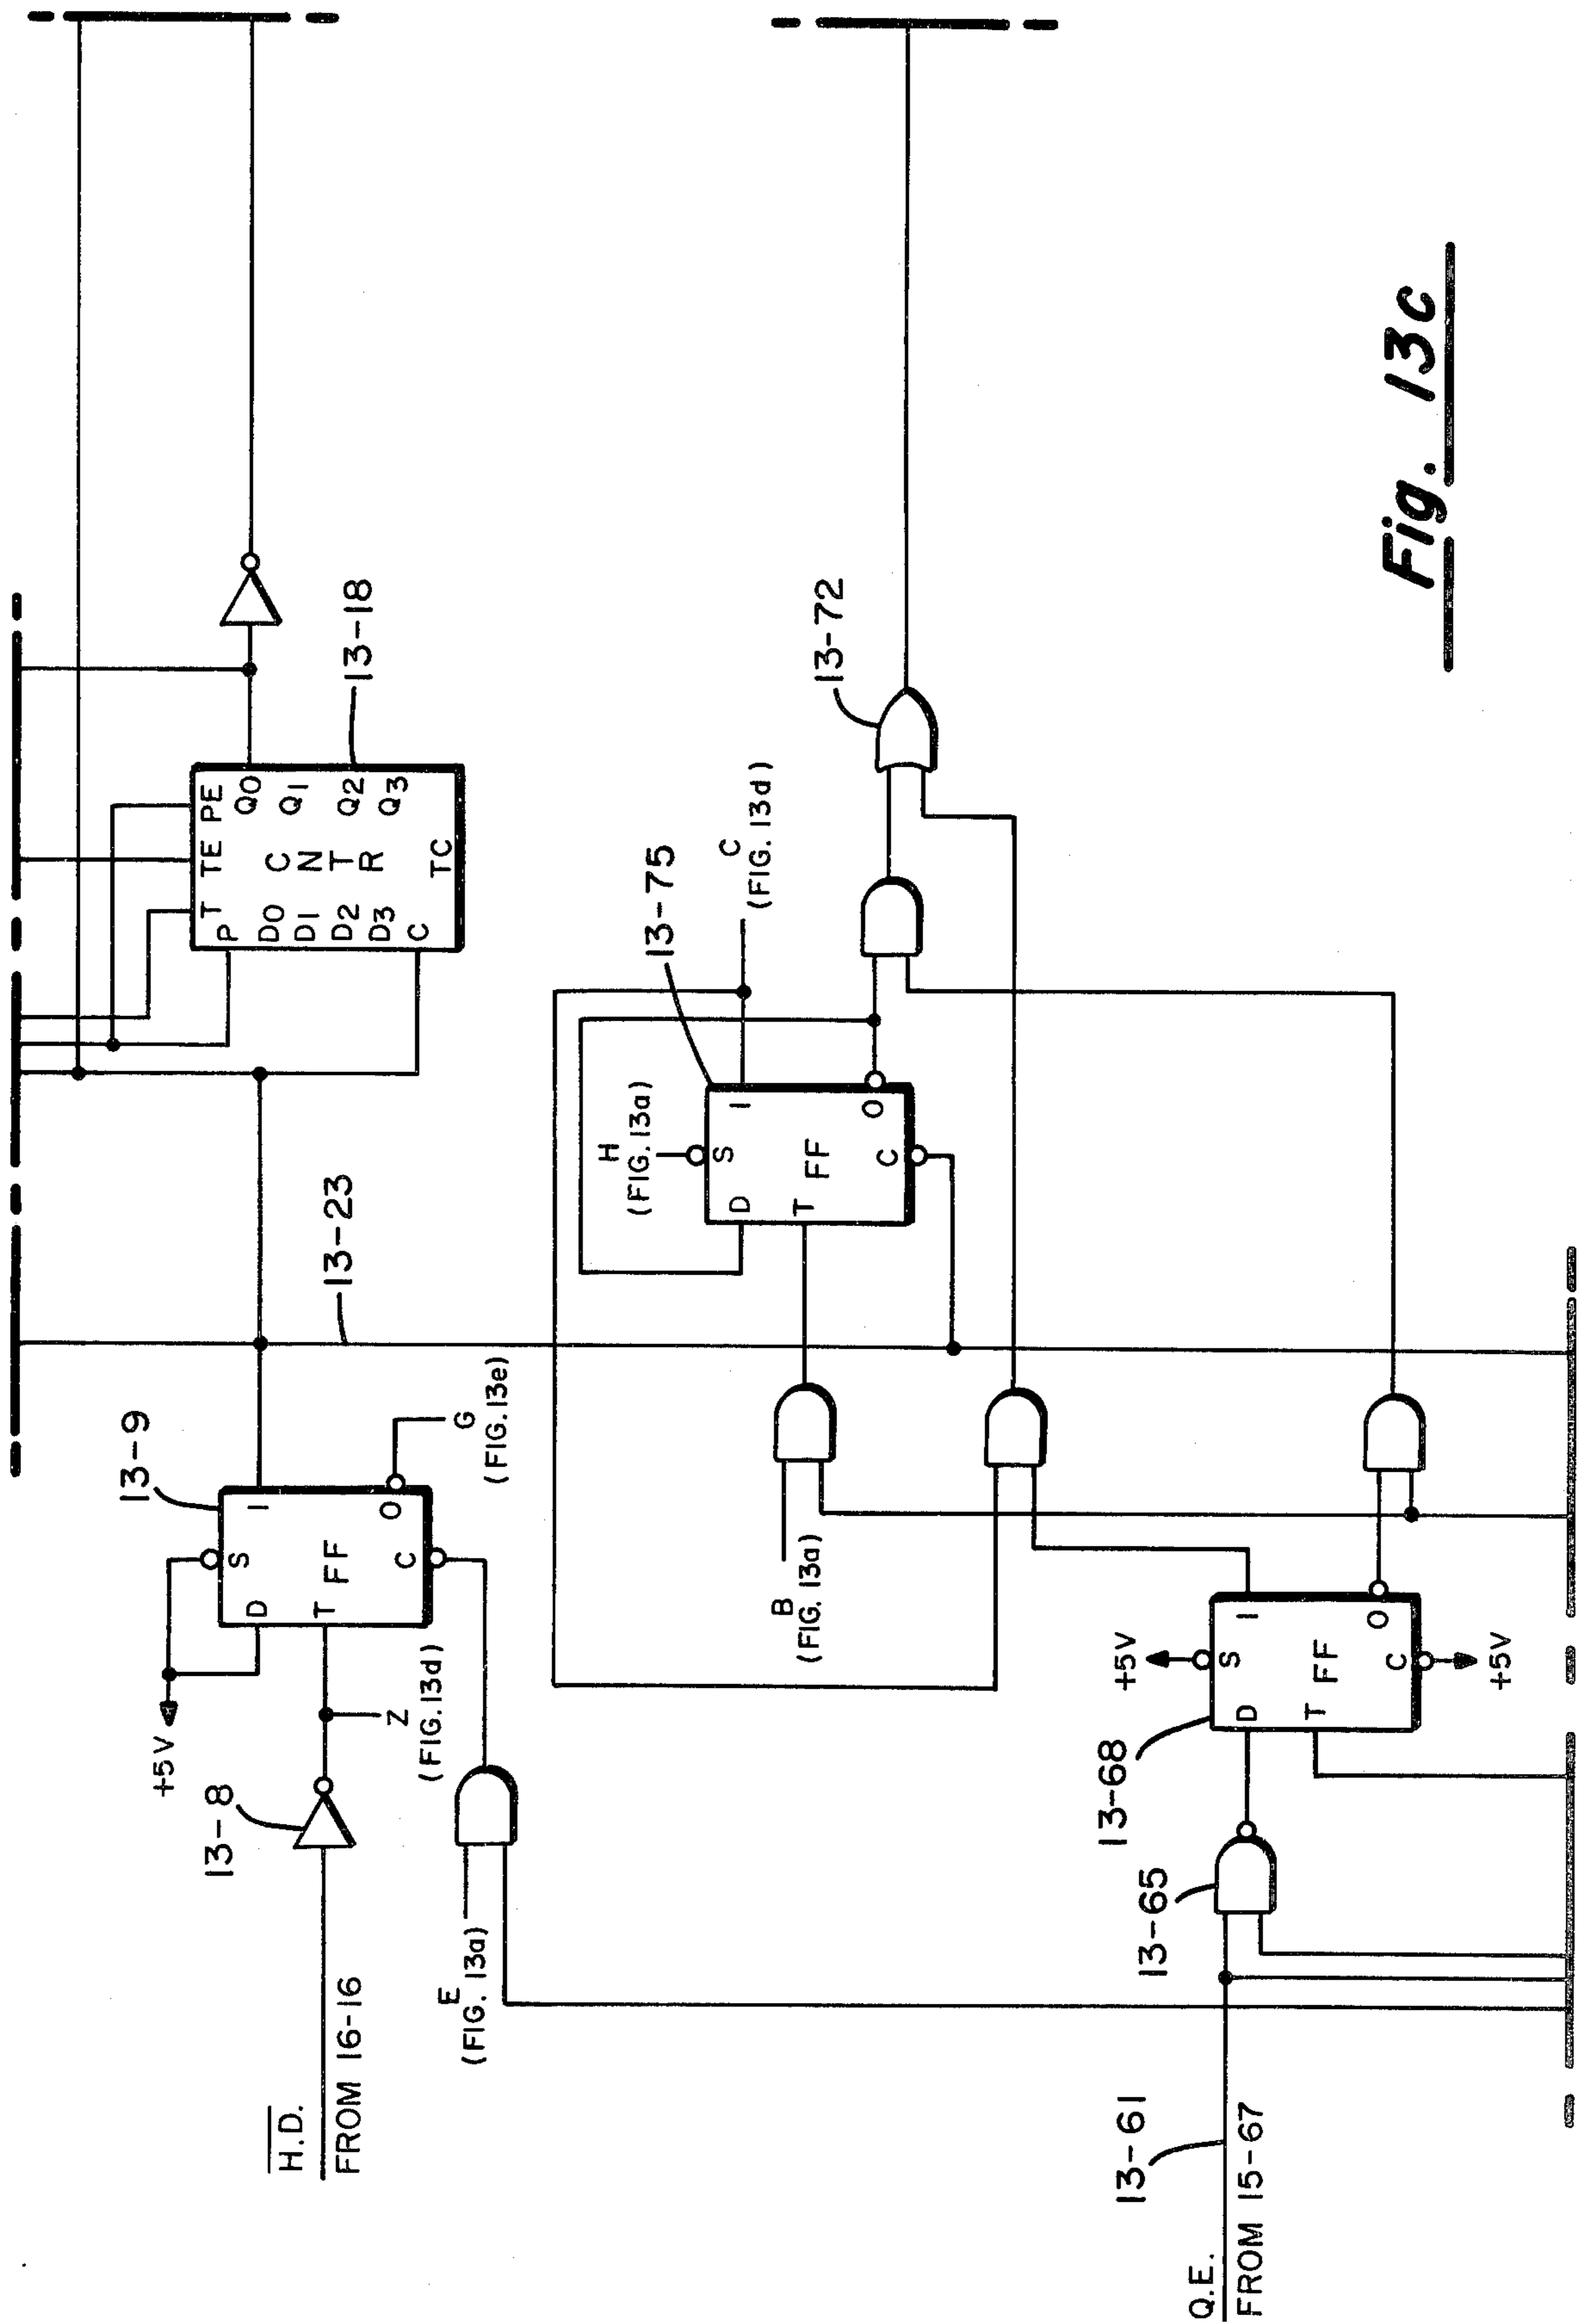 H.D.
FROM 16-16
13-8
+5V
Z
(FIG. 13d)
13-9
S
D
I
T
FF
O
C
G
(FIG. 13e)
E
(FIG. 13a)
13-23
T
TE
PE
P
Q0
D0
C
Q1
D1
N
D2
T
Q2
D3
R
Q3
C
TC
13-18
H
(FIG. 13a)
S
D
I
T
FF
O
C
13-75
C
(FIG. 13d)
B
(FIG. 13a)
13-72
Q.E.
FROM 15-67
13-61
13-65
13-68
+5V
S
D
I
T
FF
O
C
+5V
Fig. 13c